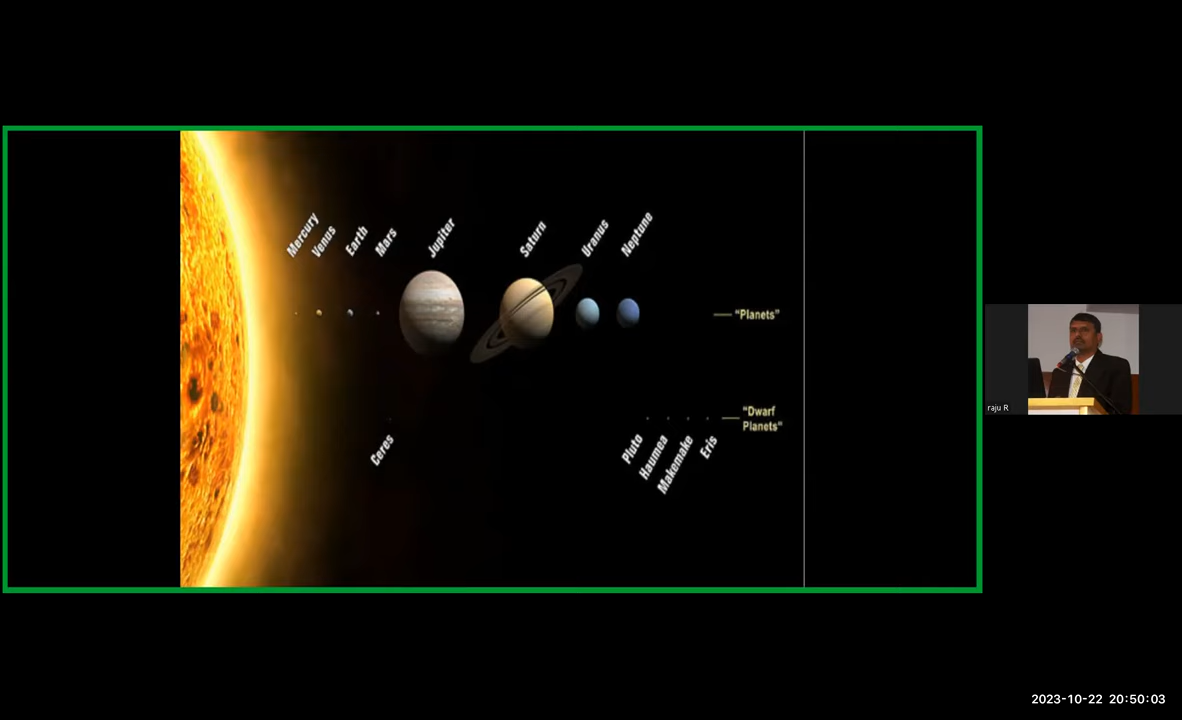 Mercury
Venus
Earth
Mars
Jupiter
Saturn
Uranus
Neptune
"Planets"
"Dwarf
Planets"
Ceres
Pluto
Haumea
Makemake
Eris
raju R
2023-10-22 20:50:03